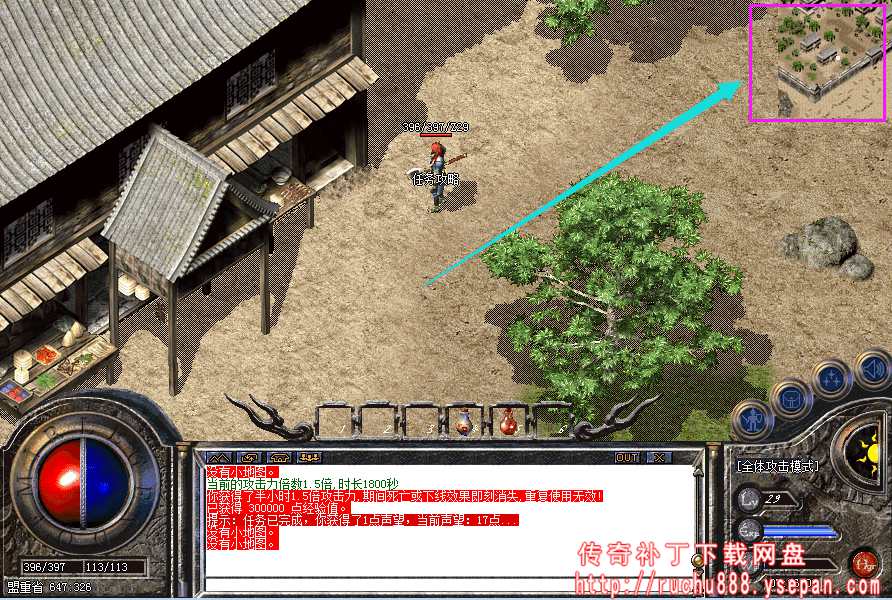 396/397/Z29
任务攻略
1 2 3 6
OUT
没有小地图。
当前的攻击力倍数1.5倍,时长1800秒
你获得了半小时1.5倍攻击力,期间死亡或下线效果即刻消失,重复使用无效!
已获得 300000 点经验值。
提示: 任务已完成, 你获得了1点声望, 当前声望: 17点...
没有小地图。
没有小地图。
[全体攻击模式]
Lv 29
Exp
396/397 113/113
盟重省 647:326
传奇补丁下载网盘
http://ruchu888.ysepan.com